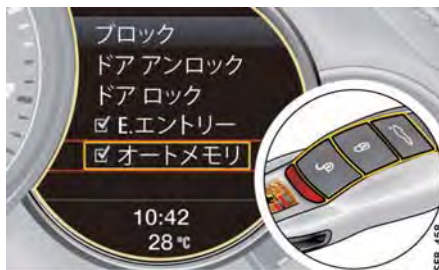 ブロック
ドア アンロック
ドア ロック
☑ E.エントリー
☑ オートメモリ
10:42
28℃